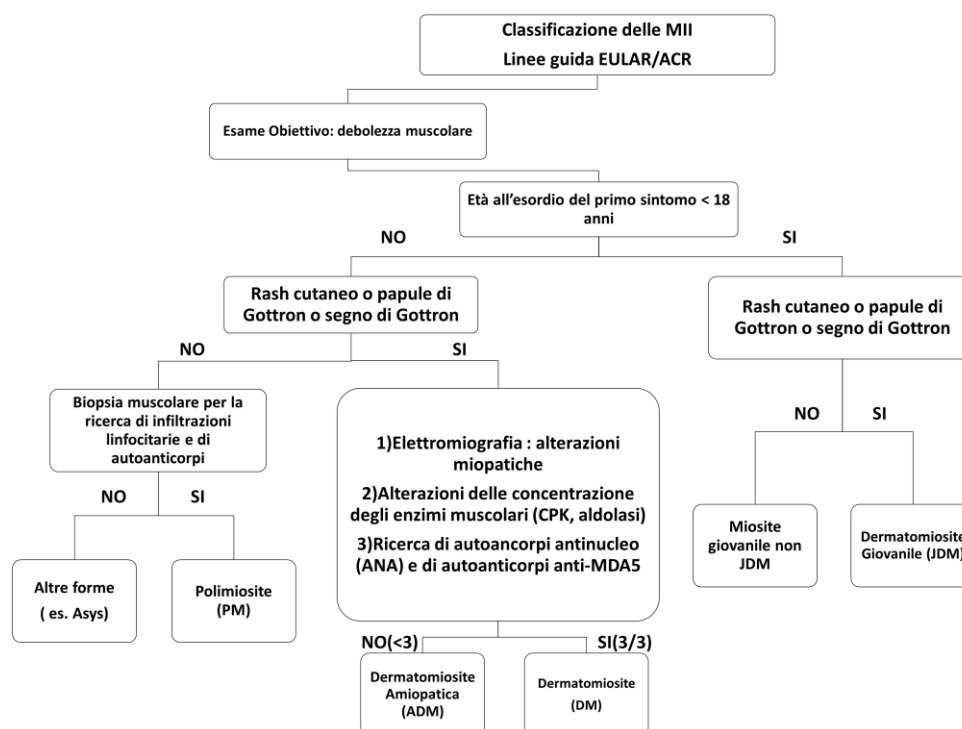 Classificazione delle MII
Linee guida EULAR/ACR
Esame Obiettivo: debolezza muscolare
Età all'esordio del primo sintomo < 18
anni
NO
SI
Rash cutaneo o papule di
Gottron o segno di Gottron
Rash cutaneo o papule di
Gottron o segno di Gottron
NO
SI
Biopsia muscolare per la
ricerca di infiltrazioni
linfocitarie e di
autoanticorpi
1)Elettromiografia : alterazioni
miopatiche
2)Alterazioni delle concentrazione
degli enzimi muscolari (CPK, aldolasi)
3)Ricerca di autoancorpi antinucleo
(ANA) e di autoanticorpi anti-MDA5
NO
SI
NO
SI
Altre forme
( es. Asys)
Polimiosite
(PM)
Miosite
giovanile non
JDM
Dermatomiosite
Giovanile (JDM)
NO(<3)
SI(3/3)
Dermatomiosite
Amiopatica
(ADM)
Dermatomiosite
(DM)